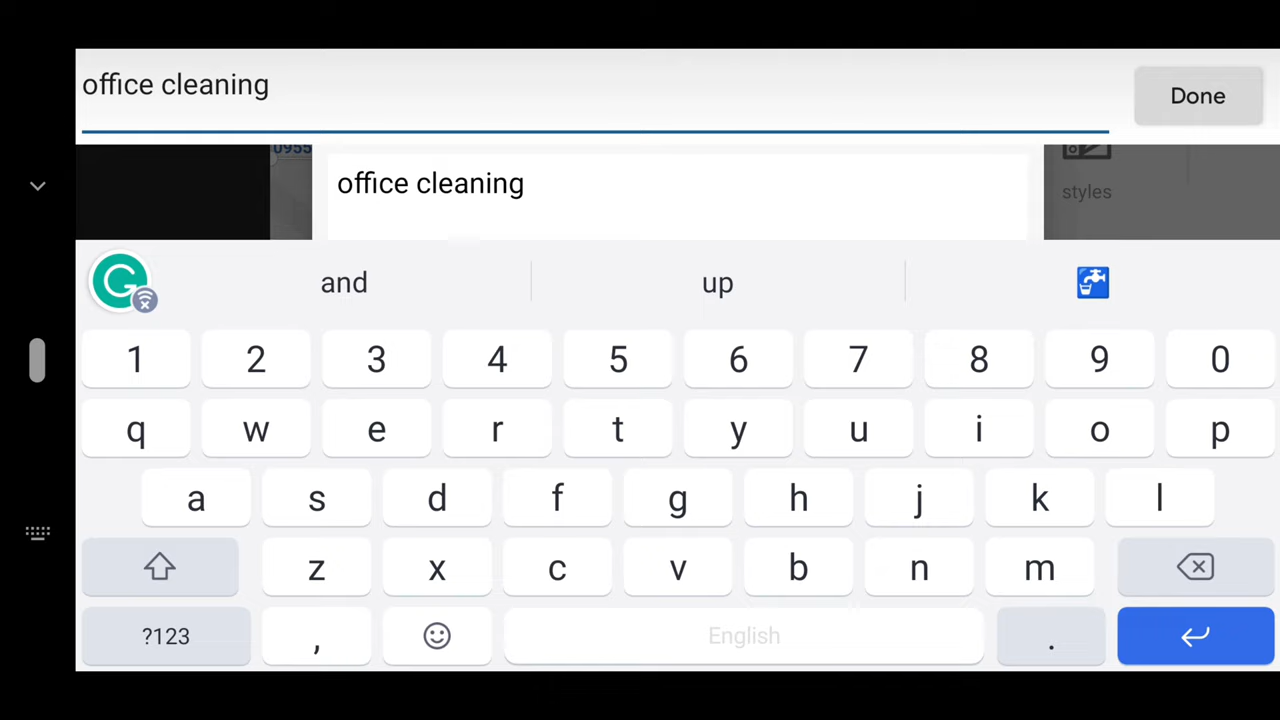 office cleaning
Done
0955
office cleaning
styles
and up
1 2 3 4 5 6 7 8 9 0
q w e r t y u i o p
a s d f g h j k l
z x c v b n m
?123 , English .